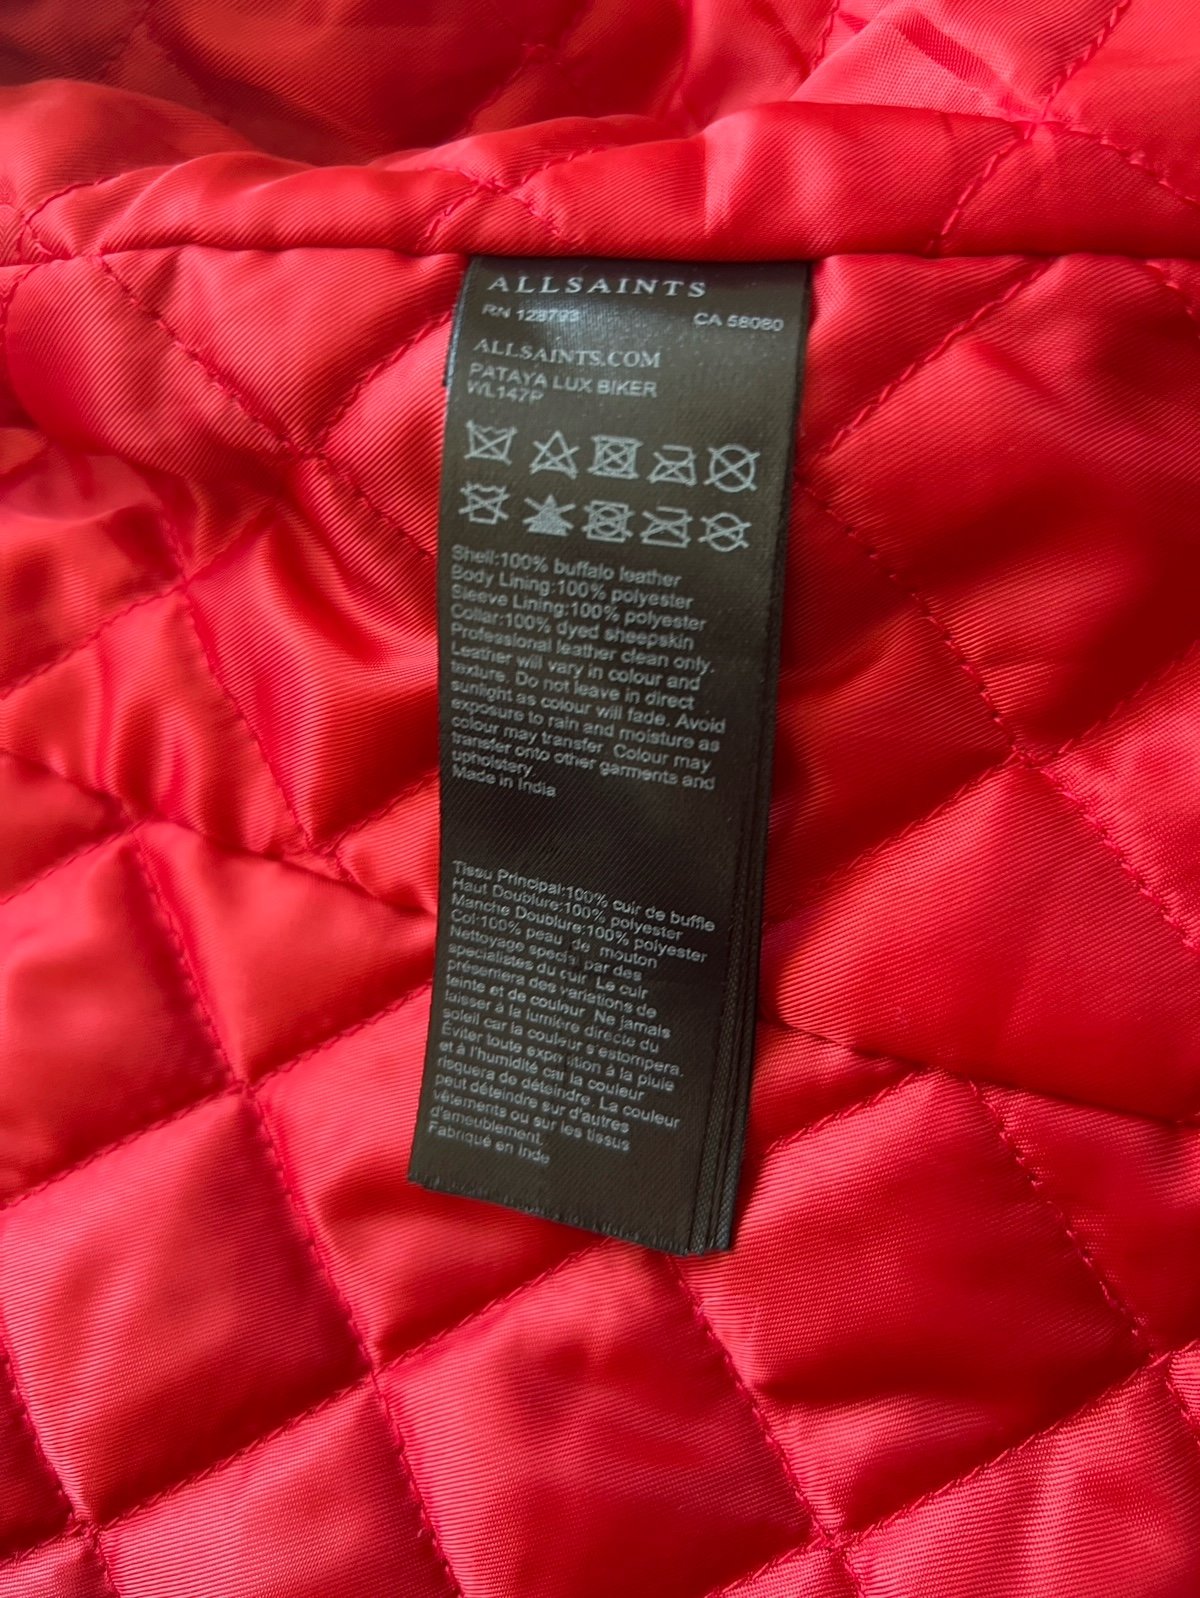 ALLSAINTS
RN 128793 CA 58080
ALLSAINTS.COM
PATAYA LUX BIKER
WL147P
Shell:100% buffalo leather
Body Lining:100% polyester
Sleeve Lining:100% polyester
Collar:100% dyed sheepskin
Professional leather clean only.
Leather will vary in colour and
texture. Do not leave in direct
sunlight as colour will fade. Avoid
exposure to rain and moisture as
colour may transfer. Colour may
transfer onto other garments and
upholstery.
Made in India
Tissu Principal:100% cuir de buffle
Haut Doublure:100% polyester
Manche Doublure:100% polyester
Col:100% peau de mouton
Nettoyage special par des
specialistes du cuir. Le cuir
présentera des variations de
teinte et de couleur. Ne jamais
laisser à la lumière directe du
soleil car la couleur s'estompera.
Éviter toute exposition à la pluie
et à l'humidité car la couleur
risquera de déteindre. La couleur
peut déteindre sur d'autres
vêtements ou sur les tissus
d'ameublement.
Fabriqué en Inde